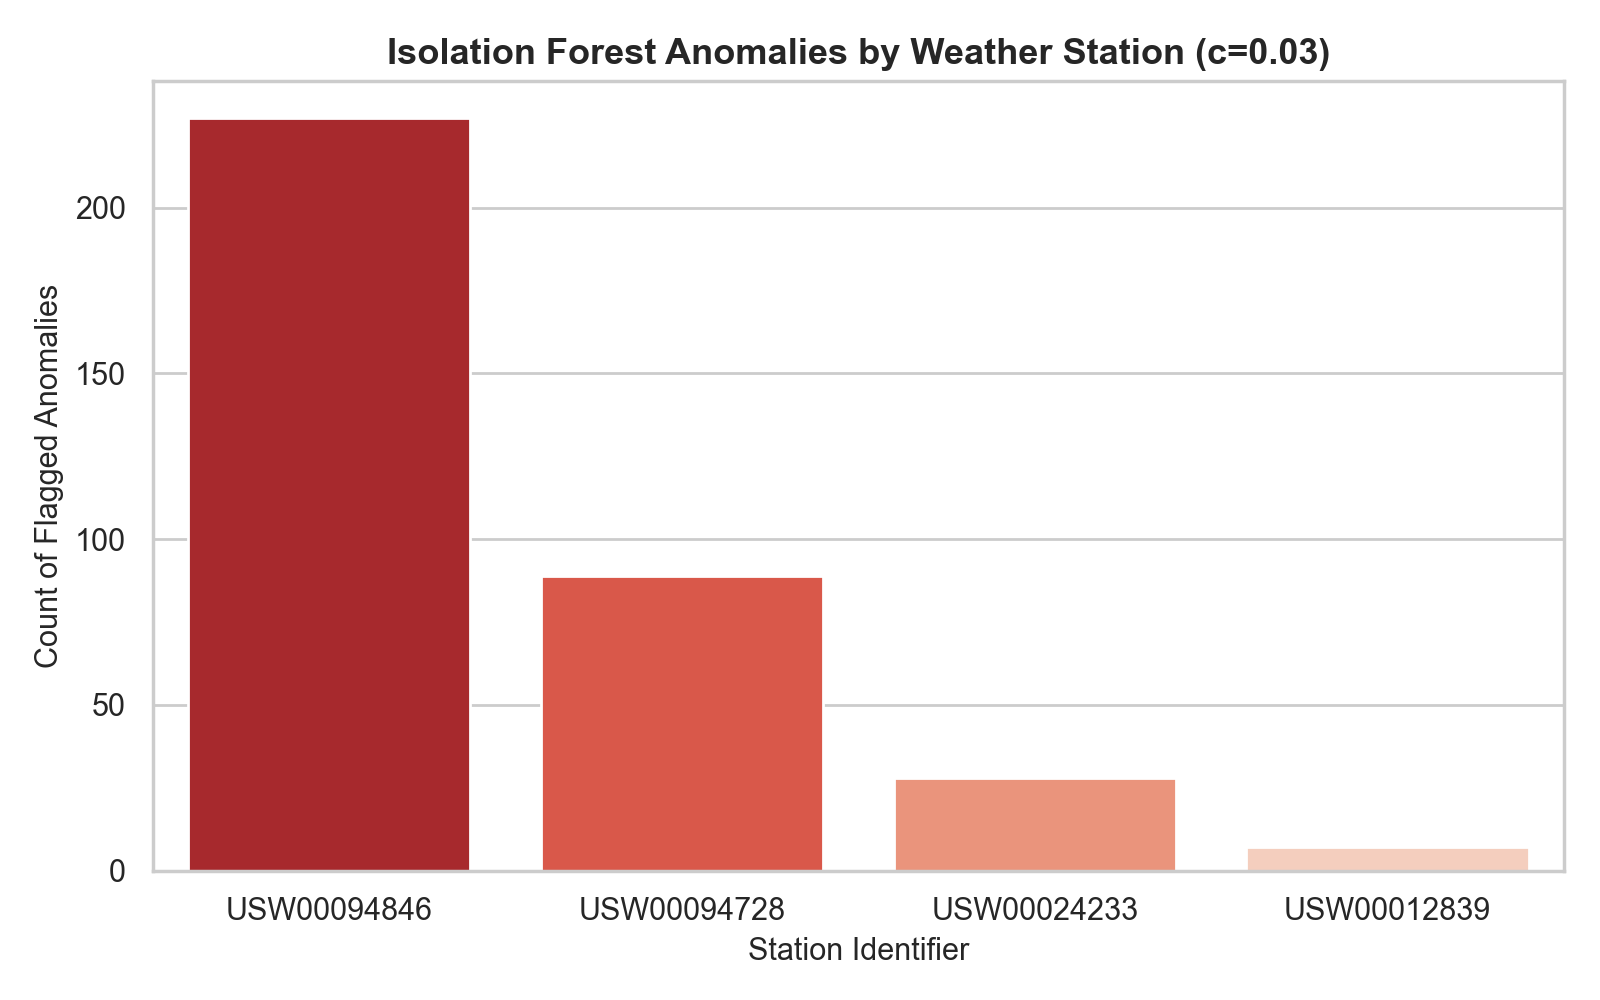 Isolation Forest Anomalies by Weather Station (c=0.03)
Count of Flagged Anomalies
200
150
100
50
0
USW00094846 USW00094728 USW00024233 USW00012839
Station Identifier